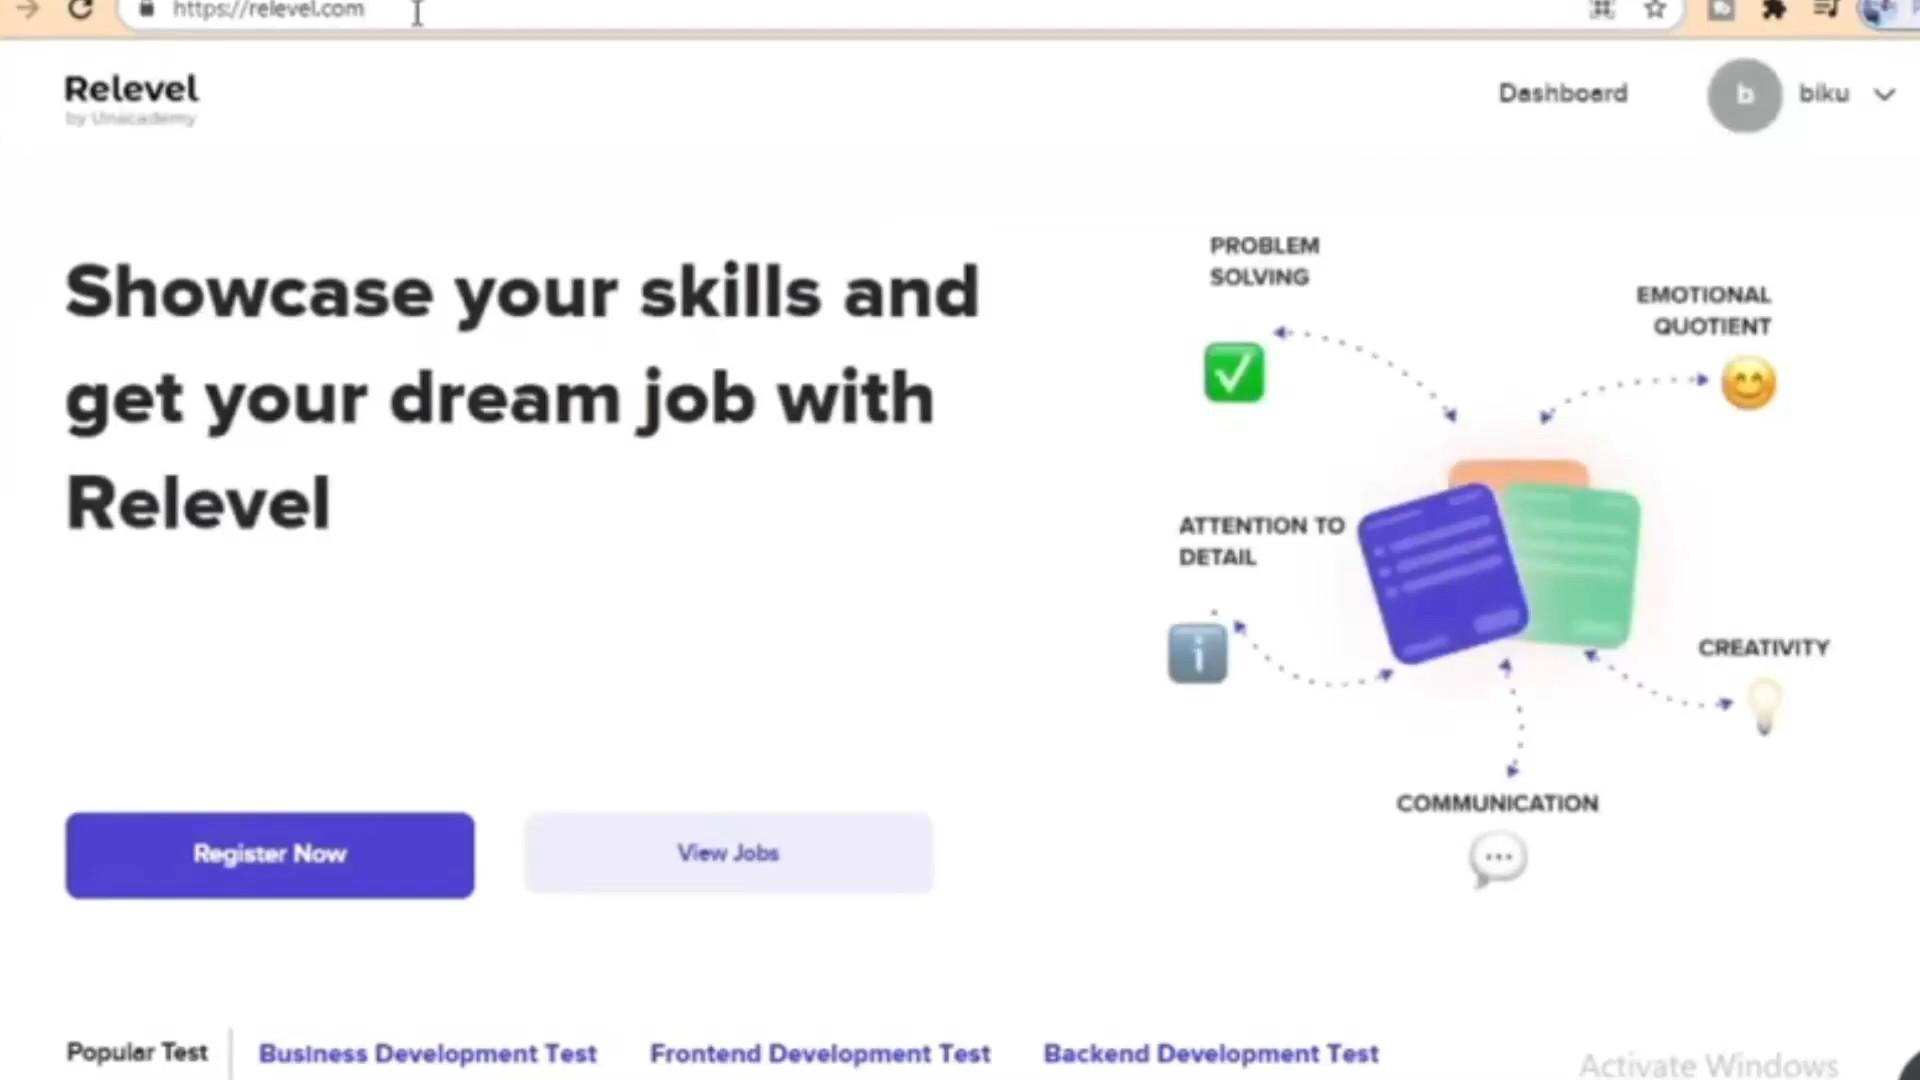 https://relevel.com
Relevel
by Unacademy
Dashboard
b
biku
Showcase your skills and
get your dream job with
Relevel
PROBLEM
SOLVING
EMOTIONAL
QUOTIENT
ATTENTION TO
DETAIL
CREATIVITY
COMMUNICATION
Register Now
View Jobs
Popular Test
Business Development Test
Frontend Development Test
Backend Development Test
Activate Windows